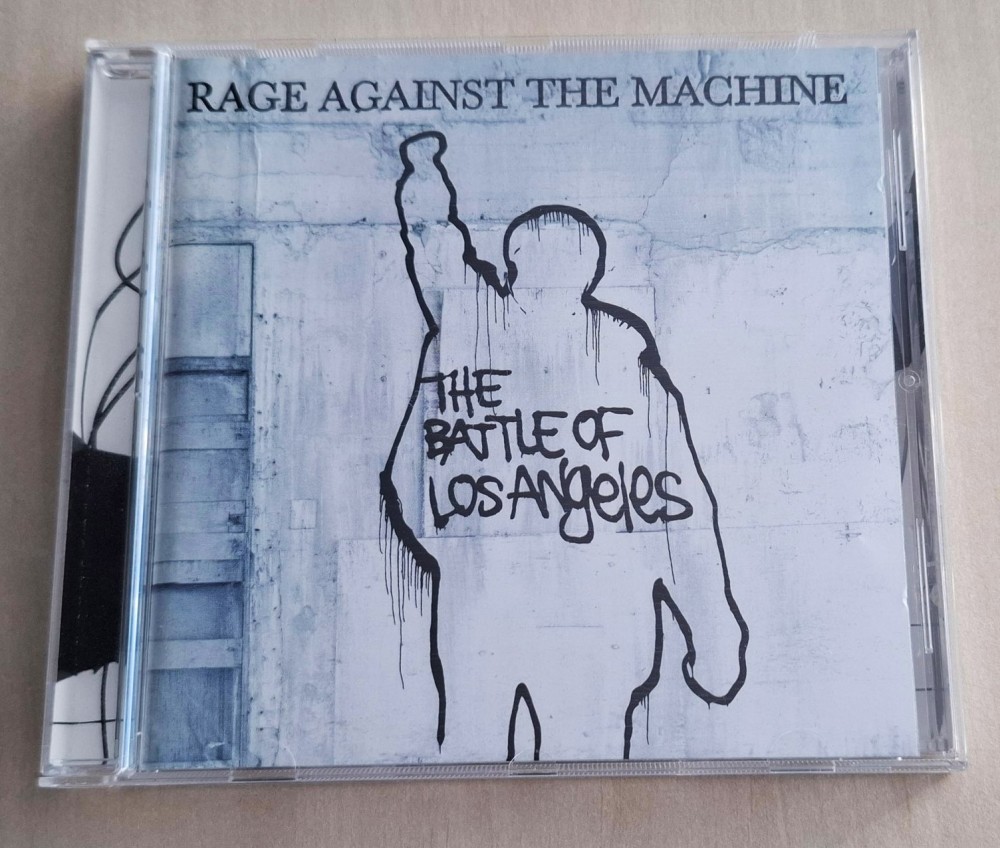 RAGE AGAINST THE MACHINE
THE
BATTLE OF
LOS ANgeles